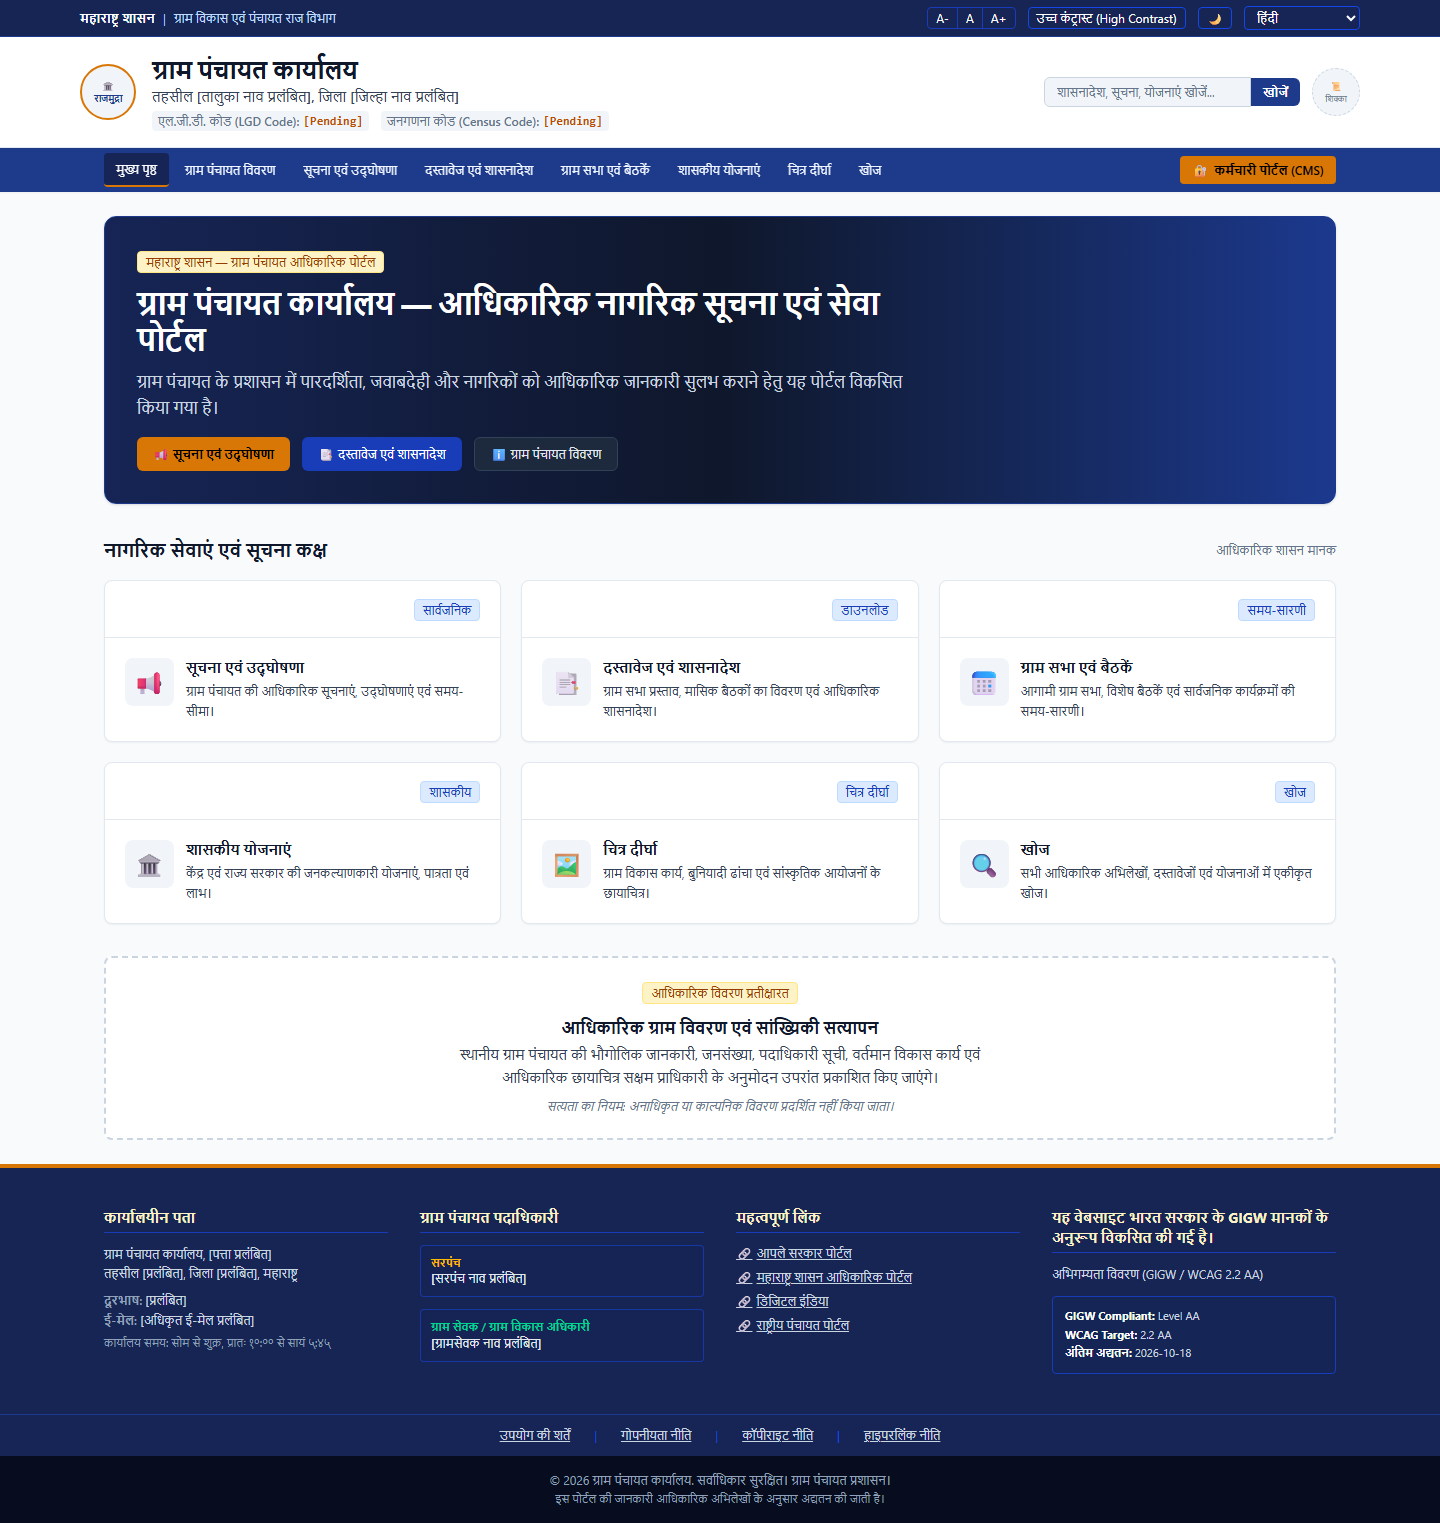 महाराष्ट्र शासन | ग्राम विकास एवं पंचायत राज विभाग
A- A A+ उच्च कंट्रास्ट (High Contrast) हिंदी
राजमुद्रा
ग्राम पंचायत कार्यालय
तहसील [तालुका नाव प्रलंबित], जिला [जिल्हा नाव प्रलंबित]
एल.जी.डी. कोड (LGD Code): [Pending] जनगणना कोड (Census Code): [Pending]
शासनादेश, सूचना, योजनाएं खोजें... खोजें
शिक्का
मुख्य पृष्ठ ग्राम पंचायत विवरण सूचना एवं उद्घोषणा दस्तावेज एवं शासनादेश ग्राम सभा एवं बैठकें शासकीय योजनाएं चित्र दीर्घा खोज कर्मचारी पोर्टल (CMS)
महाराष्ट्र शासन — ग्राम पंचायत आधिकारिक पोर्टल
ग्राम पंचायत कार्यालय — आधिकारिक नागरिक सूचना एवं सेवा
पोर्टल
ग्राम पंचायत के प्रशासन में पारदर्शिता, जवाबदेही और नागरिकों को आधिकारिक जानकारी सुलभ कराने हेतु यह पोर्टल विकसित
किया गया है।
सूचना एवं उद्घोषणा दस्तावेज एवं शासनादेश ग्राम पंचायत विवरण
नागरिक सेवाएं एवं सूचना कक्ष आधिकारिक शासन मानक
सार्वजनिक
सूचना एवं उद्घोषणा
ग्राम पंचायत की आधिकारिक सूचनाएं, उद्घोषणाएं एवं समय-
सीमा।
डाउनलोड
दस्तावेज एवं शासनादेश
ग्राम सभा प्रस्ताव, मासिक बैठकों का विवरण एवं आधिकारिक
शासनादेश।
समय-सारणी
ग्राम सभा एवं बैठकें
आगामी ग्राम सभा, विशेष बैठकें एवं सार्वजनिक कार्यक्रमों की
समय-सारणी।
शासकीय
शासकीय योजनाएं
केंद्र एवं राज्य सरकार की जनकल्याणकारी योजनाएं, पात्रता एवं
लाभ।
चित्र दीर्घा
चित्र दीर्घा
ग्राम विकास कार्य, बुनियादी ढांचा एवं सांस्कृतिक आयोजनों के
छायाचित्र।
खोज
खोज
सभी आधिकारिक अभिलेखों, दस्तावेजों एवं योजनाओं में एकीकृत
खोज।
आधिकारिक विवरण प्रतीक्षारत
आधिकारिक ग्राम विवरण एवं सांख्यिकी सत्यापन
स्थानीय ग्राम पंचायत की भौगोलिक जानकारी, जनसंख्या, पदाधिकारी सूची, वर्तमान विकास कार्य एवं
आधिकारिक छायाचित्र सक्षम प्राधिकारी के अनुमोदन उपरांत प्रकाशित किए जाएंगे।
सत्यता का नियम: अनाधिकृत या काल्पनिक विवरण प्रदर्शित नहीं किया जाता।
कार्यालयीन पता
ग्राम पंचायत कार्यालय, [पत्ता प्रलंबित]
तहसील [प्रलंबित], जिला [प्रलंबित], महाराष्ट्र
दूरभाष: [प्रलंबित]
ई-मेल: [अधिकृत ई-मेल प्रलंबित]
कार्यालय समय: सोम से शुक्र, प्रातः १०:०० से सायं ५:४५
ग्राम पंचायत पदाधिकारी
सरपंच
[सरपंच नाव प्रलंबित]
ग्राम सेवक / ग्राम विकास अधिकारी
[ग्रामसेवक नाव प्रलंबित]
महत्वपूर्ण लिंक
आपले सरकार पोर्टल
महाराष्ट्र शासन आधिकारिक पोर्टल
डिजिटल इंडिया
राष्ट्रीय पंचायत पोर्टल
यह वेबसाइट भारत सरकार के GIGW मानकों के
अनुरूप विकसित की गई है।
अभिगम्यता विवरण (GIGW / WCAG 2.2 AA)
GIGW Compliant: Level AA
WCAG Target: 2.2 AA
अंतिम अद्यतन: 2026-10-18
उपयोग की शर्तें | गोपनीयता नीति | कॉपीराइट नीति | हाइपरलिंक नीति
© 2026 ग्राम पंचायत कार्यालय. सर्वाधिकार सुरक्षित। ग्राम पंचायत प्रशासन।
इस पोर्टल की जानकारी आधिकारिक अभिलेखों के अनुसार अद्यतन की जाती है।